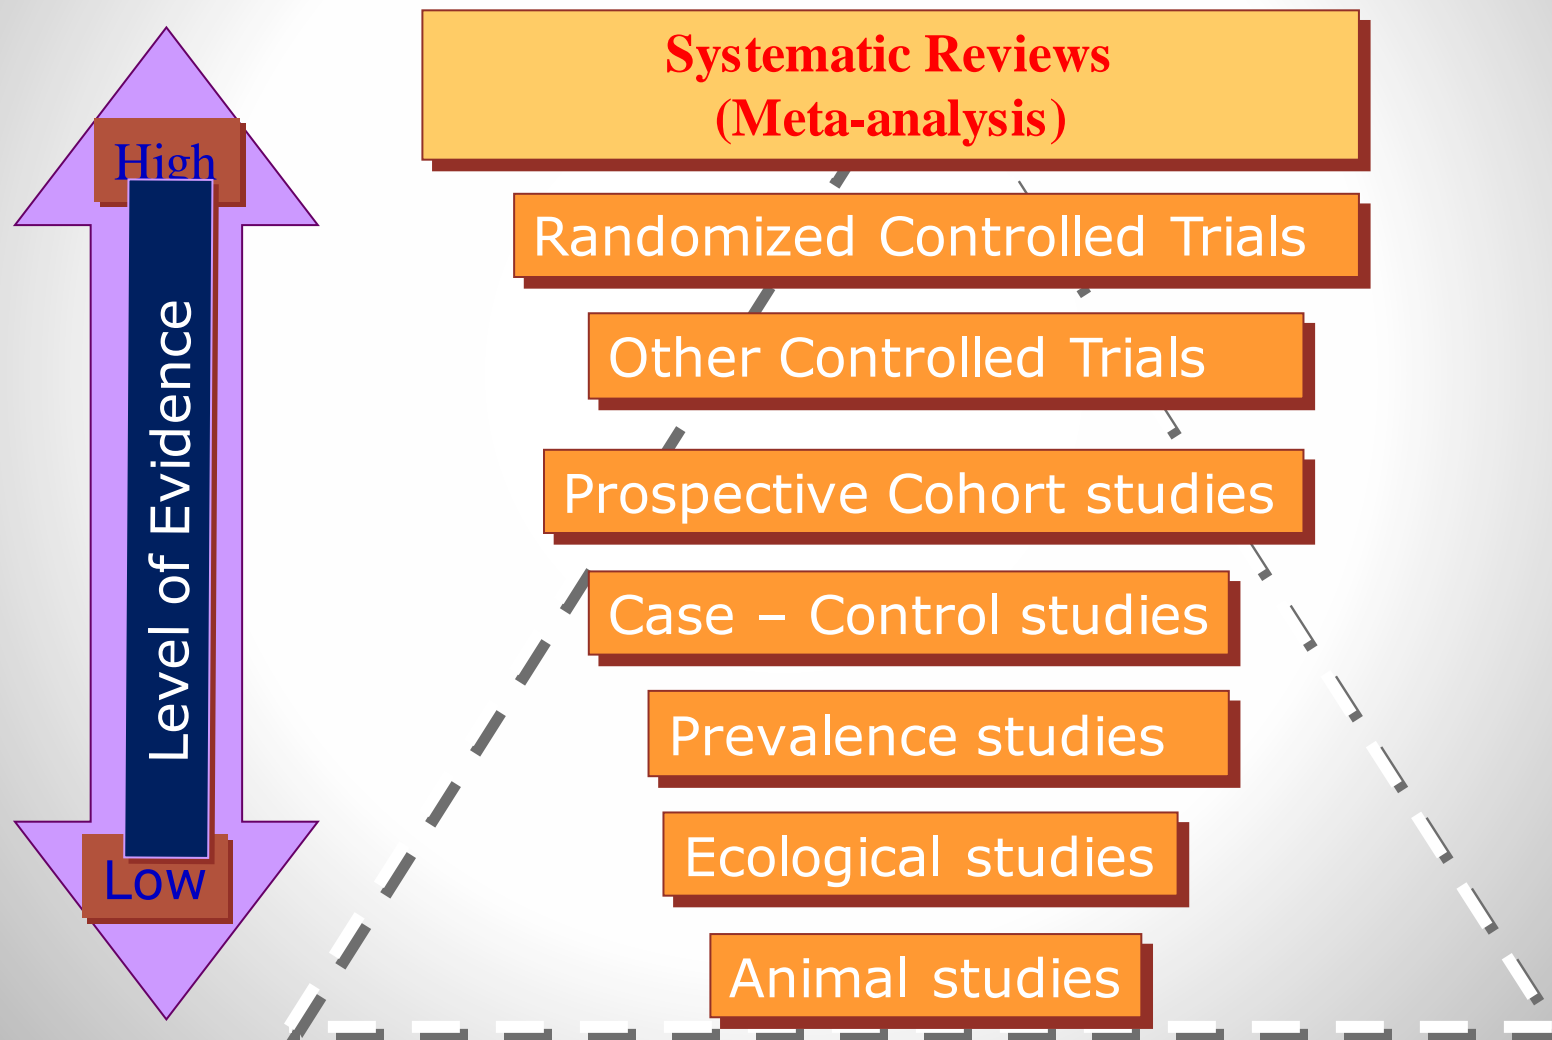 Systematic Reviews
(Meta-analysis)
High
Randomized Controlled Trials
Other Controlled Trials
Prospective Cohort studies
Level of Evidence
Case – Control studies
Prevalence studies
Ecological studies
Low
Animal studies